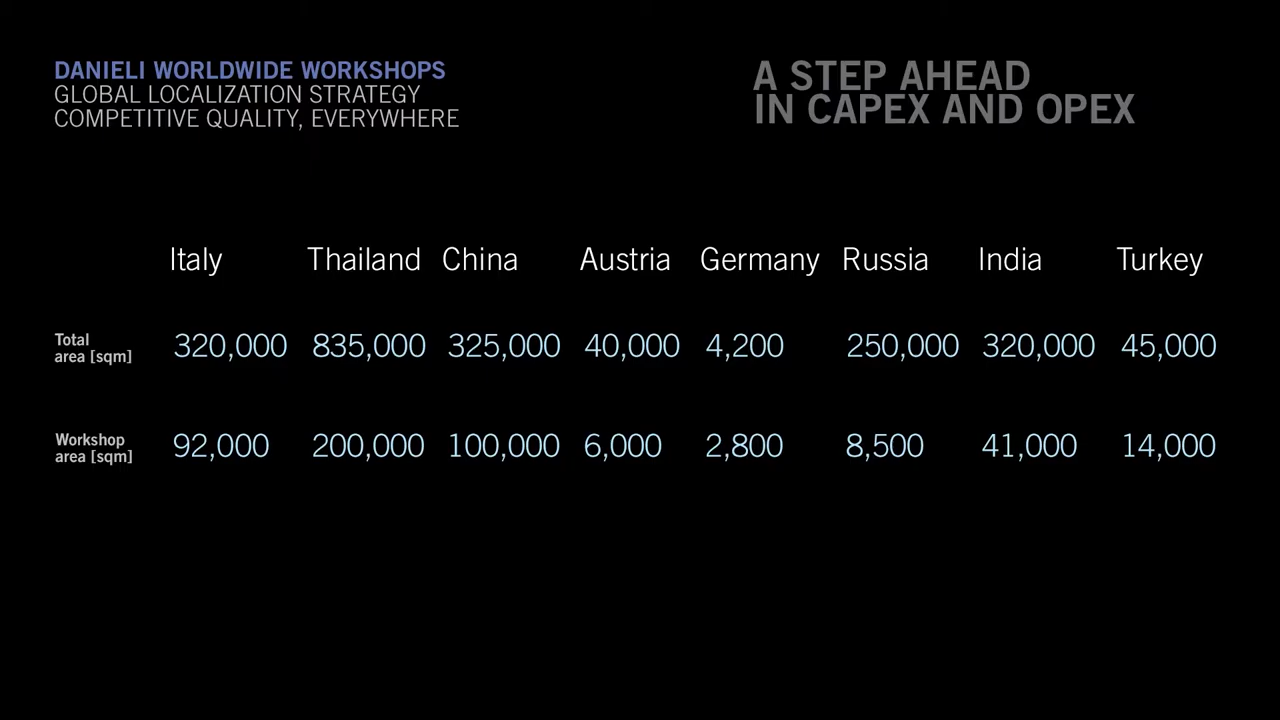 DANIELI WORLDWIDE WORKSHOPS
GLOBAL LOCALIZATION STRATEGY
COMPETITIVE QUALITY, EVERYWHERE
A STEP AHEAD
IN CAPEX AND OPEX
Italy Thailand China Austria Germany Russia India Turkey
Total
area [sqm]
320,000 835,000 325,000 40,000 4,200 250,000 320,000 45,000
Workshop
area [sqm]
92,000 200,000 100,000 6,000 2,800 8,500 41,000 14,000